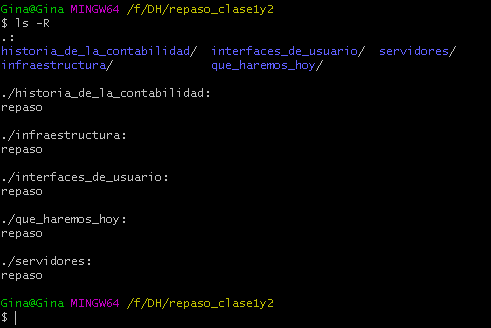 Gina@Gina MINGW64 /f/DH/repaso_clase1y2
$ ls -R
.:
historia_de_la_contabilidad/  interfaces_de_usuario/  servidores/
infraestructura/              que_haremos_hoy/

./historia_de_la_contabilidad:
repaso

./infraestructura:
repaso

./interfaces_de_usuario:
repaso

./que_haremos_hoy:
repaso

./servidores:
repaso

Gina@Gina MINGW64 /f/DH/repaso_clase1y2
$